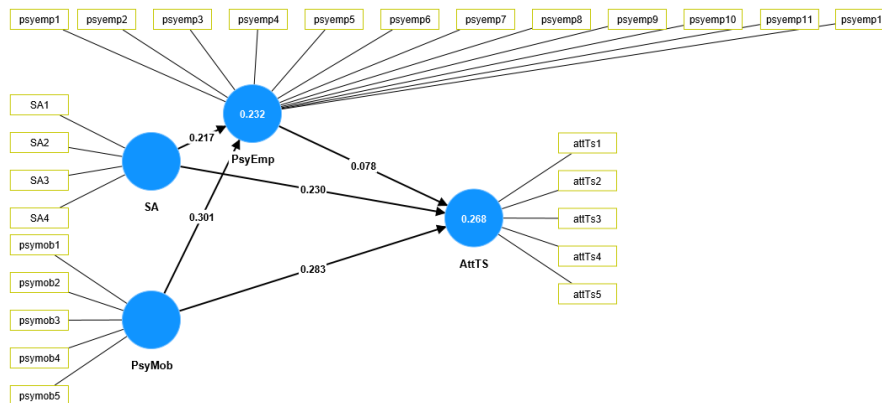 psyemp1
psyemp2
psyemp3
psyemp4
psyemp5
psyemp6
psyemp7
psyemp8
psyemp9
psyemp10
psyemp11
psyemp1
SA1
SA2
SA3
SA4
psymob1
psymob2
psymob3
psymob4
psymob5
0.232
PsyEmp
0.217
SA
0.301
PsyMob
0.078
0.230
0.283
0.268
AttTS
attTs1
attTs2
attTs3
attTs4
attTs5